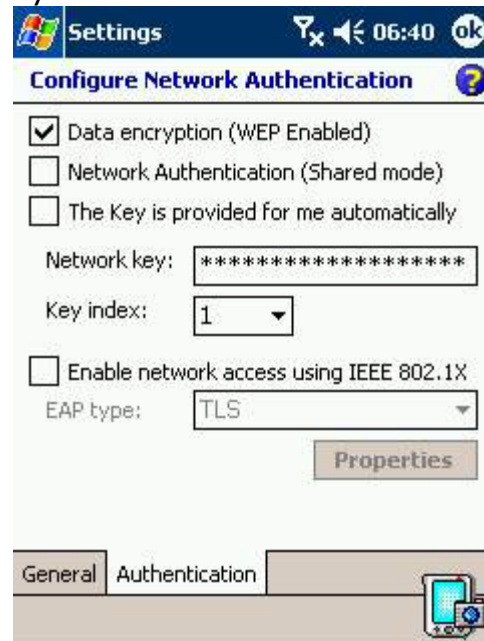 Settings 06:40 ok
Configure Network Authentication ?
Data encryption (WEP Enabled)
Network Authentication (Shared mode)
The Key is provided for me automatically
Network key: *******************
Key index: 1
Enable network access using IEEE 802.1X
EAP type: TLS
Properties
General Authentication